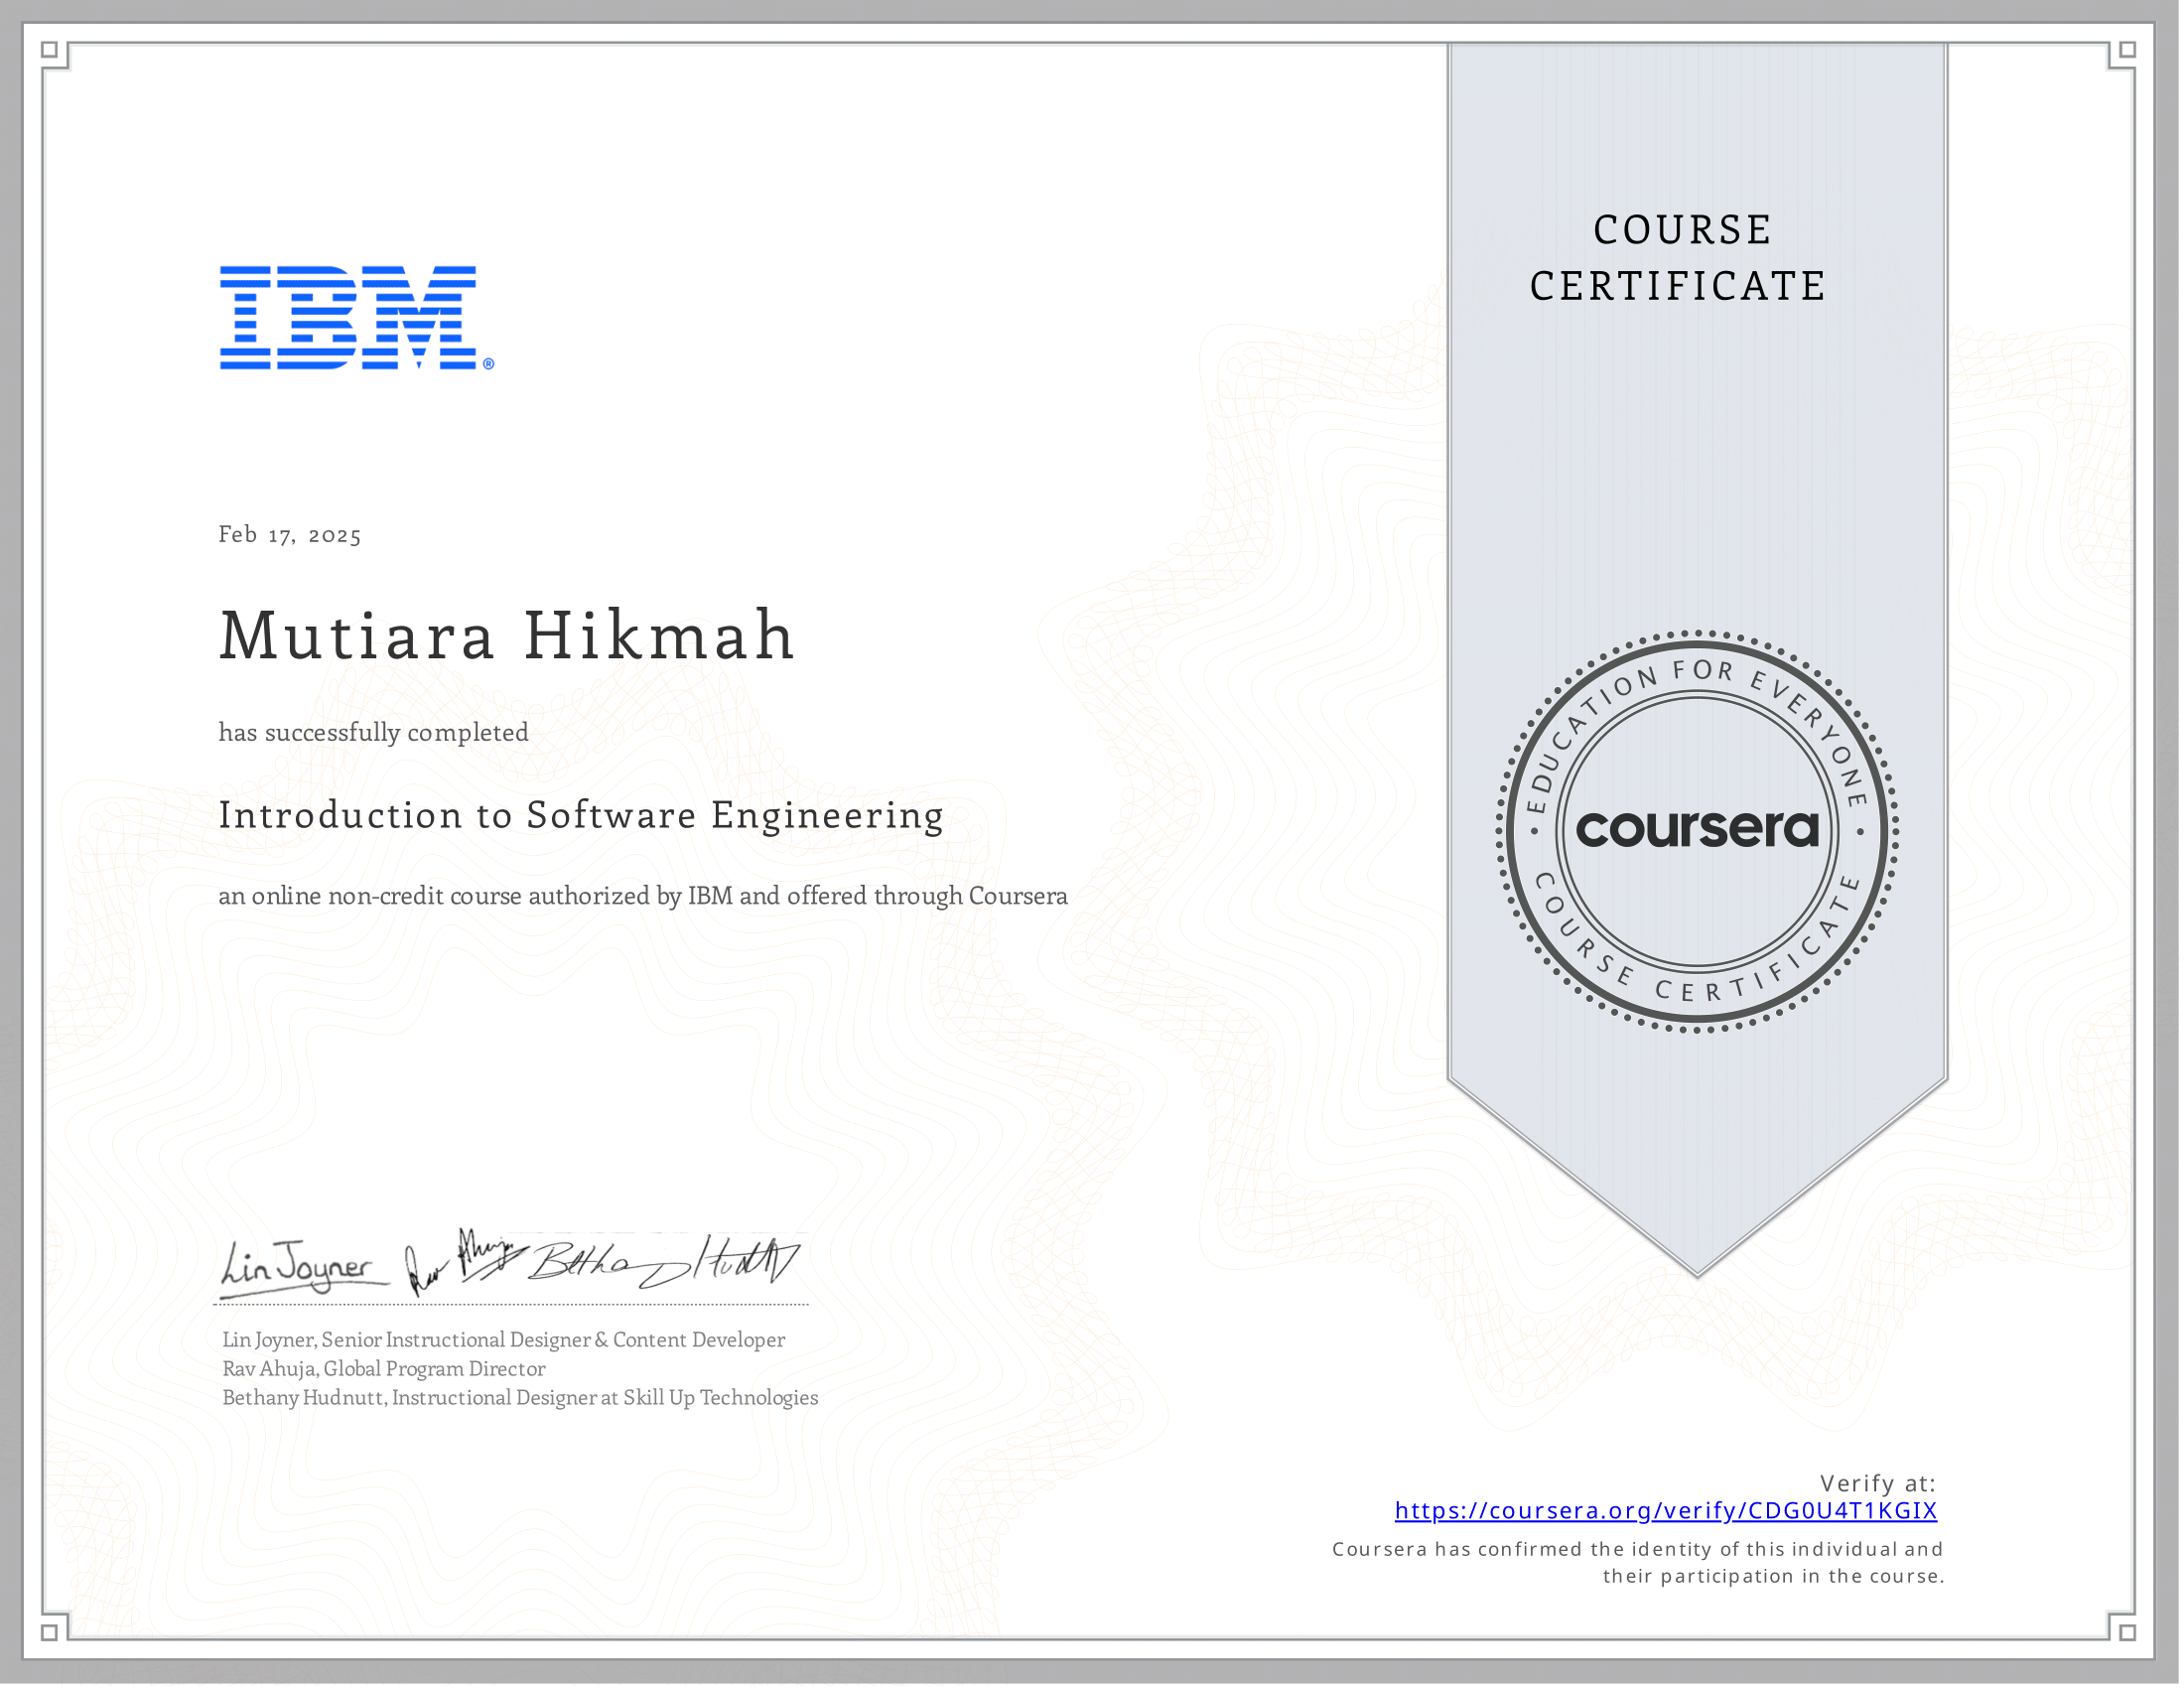 COURSE
CERTIFICATE
IBM®
Feb 17, 2025
Mutiara Hikmah
has successfully completed
Introduction to Software Engineering
an online non-credit course authorized by IBM and offered through Coursera
EDUCATION FOR EVERYONE
coursera
COURSE CERTIFICATE
Lin Joyner Rav Ahuja Bethany Hudnutt
Lin Joyner, Senior Instructional Designer & Content Developer
Rav Ahuja, Global Program Director
Bethany Hudnutt, Instructional Designer at Skill Up Technologies
Verify at:
https://coursera.org/verify/CDG0U4T1KGIX
Coursera has confirmed the identity of this individual and
their participation in the course.